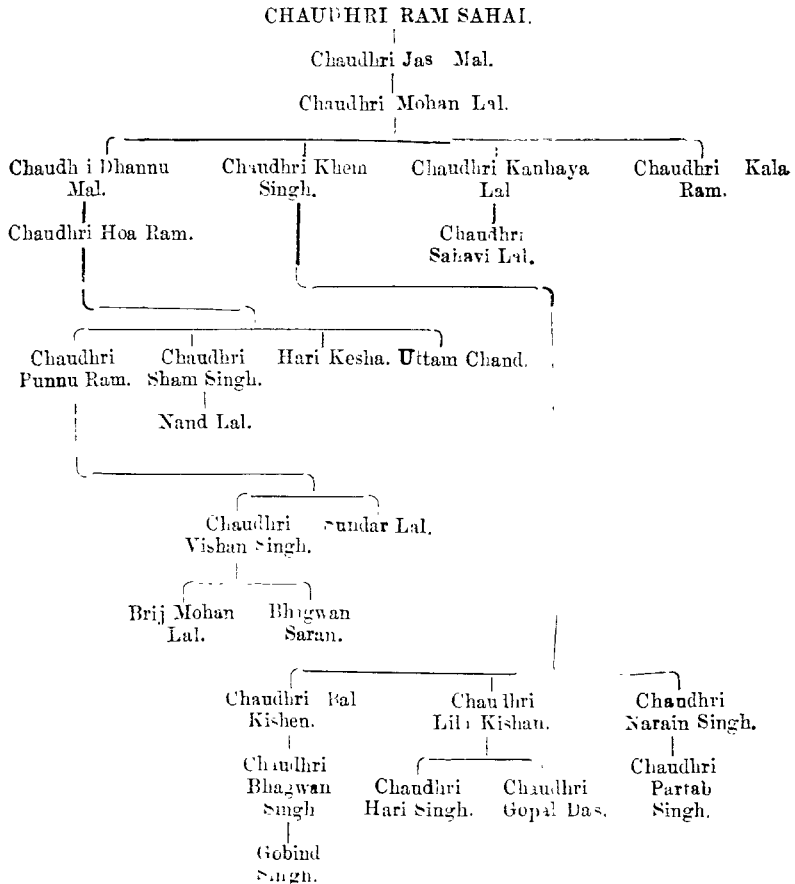 CHAUDHRI RAM SAHAI.
Chaudhri Jas Mal.
Chaudhri Mohan Lal.
Chaudhri Dhannu
Mal.
Chaudhri Khem
Singh.
Chaudhri Kanhaya
Lal
Chaudhri Kala
Ram.
Chaudhri Hoa Ram.
Chaudhri
Sahavi Lal.
Chaudhri
Punnu Ram.
Chaudhri
Sham Singh.
Hari Kesha.
Uttam Chand.
Nand Lal.
Chaudhri
Vishan Singh.
Sundar Lal.
Brij Mohan
Lal.
Bhagwan
Saran.
Chaudhri Bal
Kishen.
Chaudhri
Kishan.
Chaudhri
Narain Singh.
Chaudhri
Bhagwan
Singh
Chaudhri
Hari Singh.
Chaudhri
Gopal Das.
Chaudhri
Partab
Singh.
Gobind
Singh.